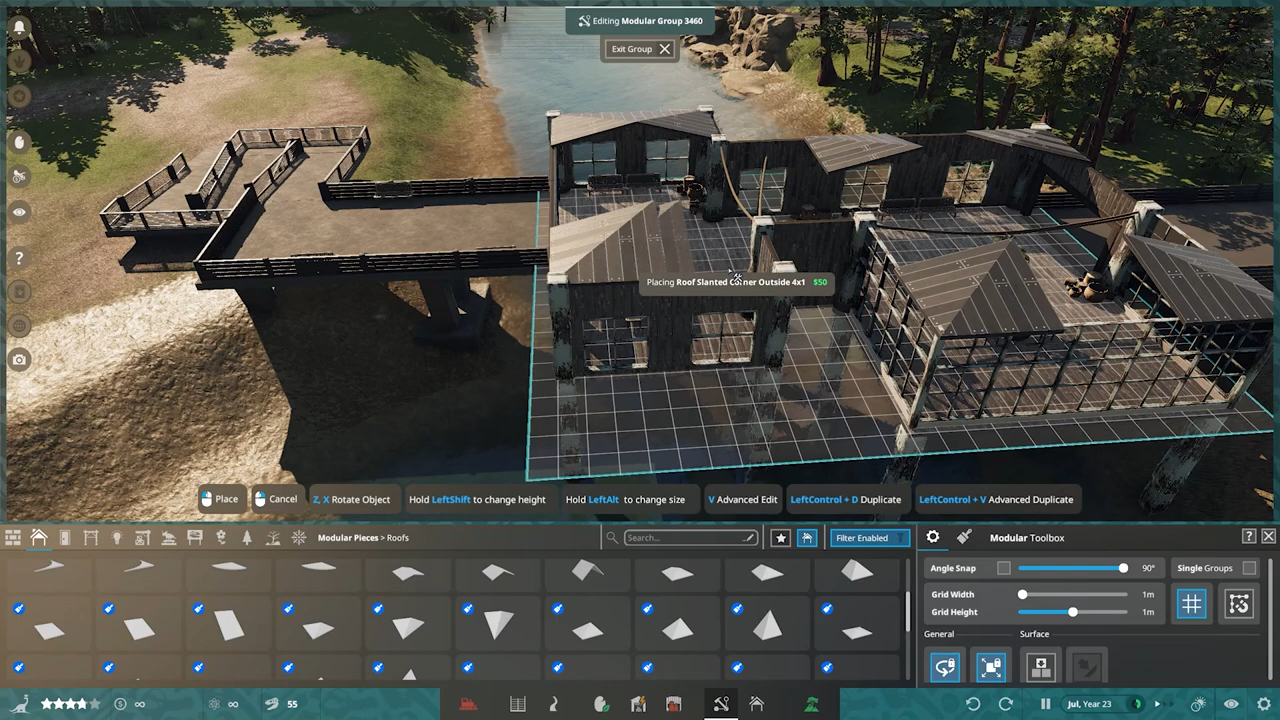 Editing Modular Group 3460
Exit Group
Placing Roof Slanted Corner Outside 4x1 $50
Place
Cancel
Z, X Rotate Object
Hold LeftShift to change height
Hold LeftAlt to change size
V Advanced Edit
LeftControl + D Duplicate
LeftControl + V Advanced Duplicate
Modular Pieces > Roofs
Search...
Filter Enabled
Modular Toolbox
?
Angle Snap 90°
Single Groups
Grid Width 1m
Grid Height 1m
General
Surface
?
∞
∞
55
Jul, Year 23